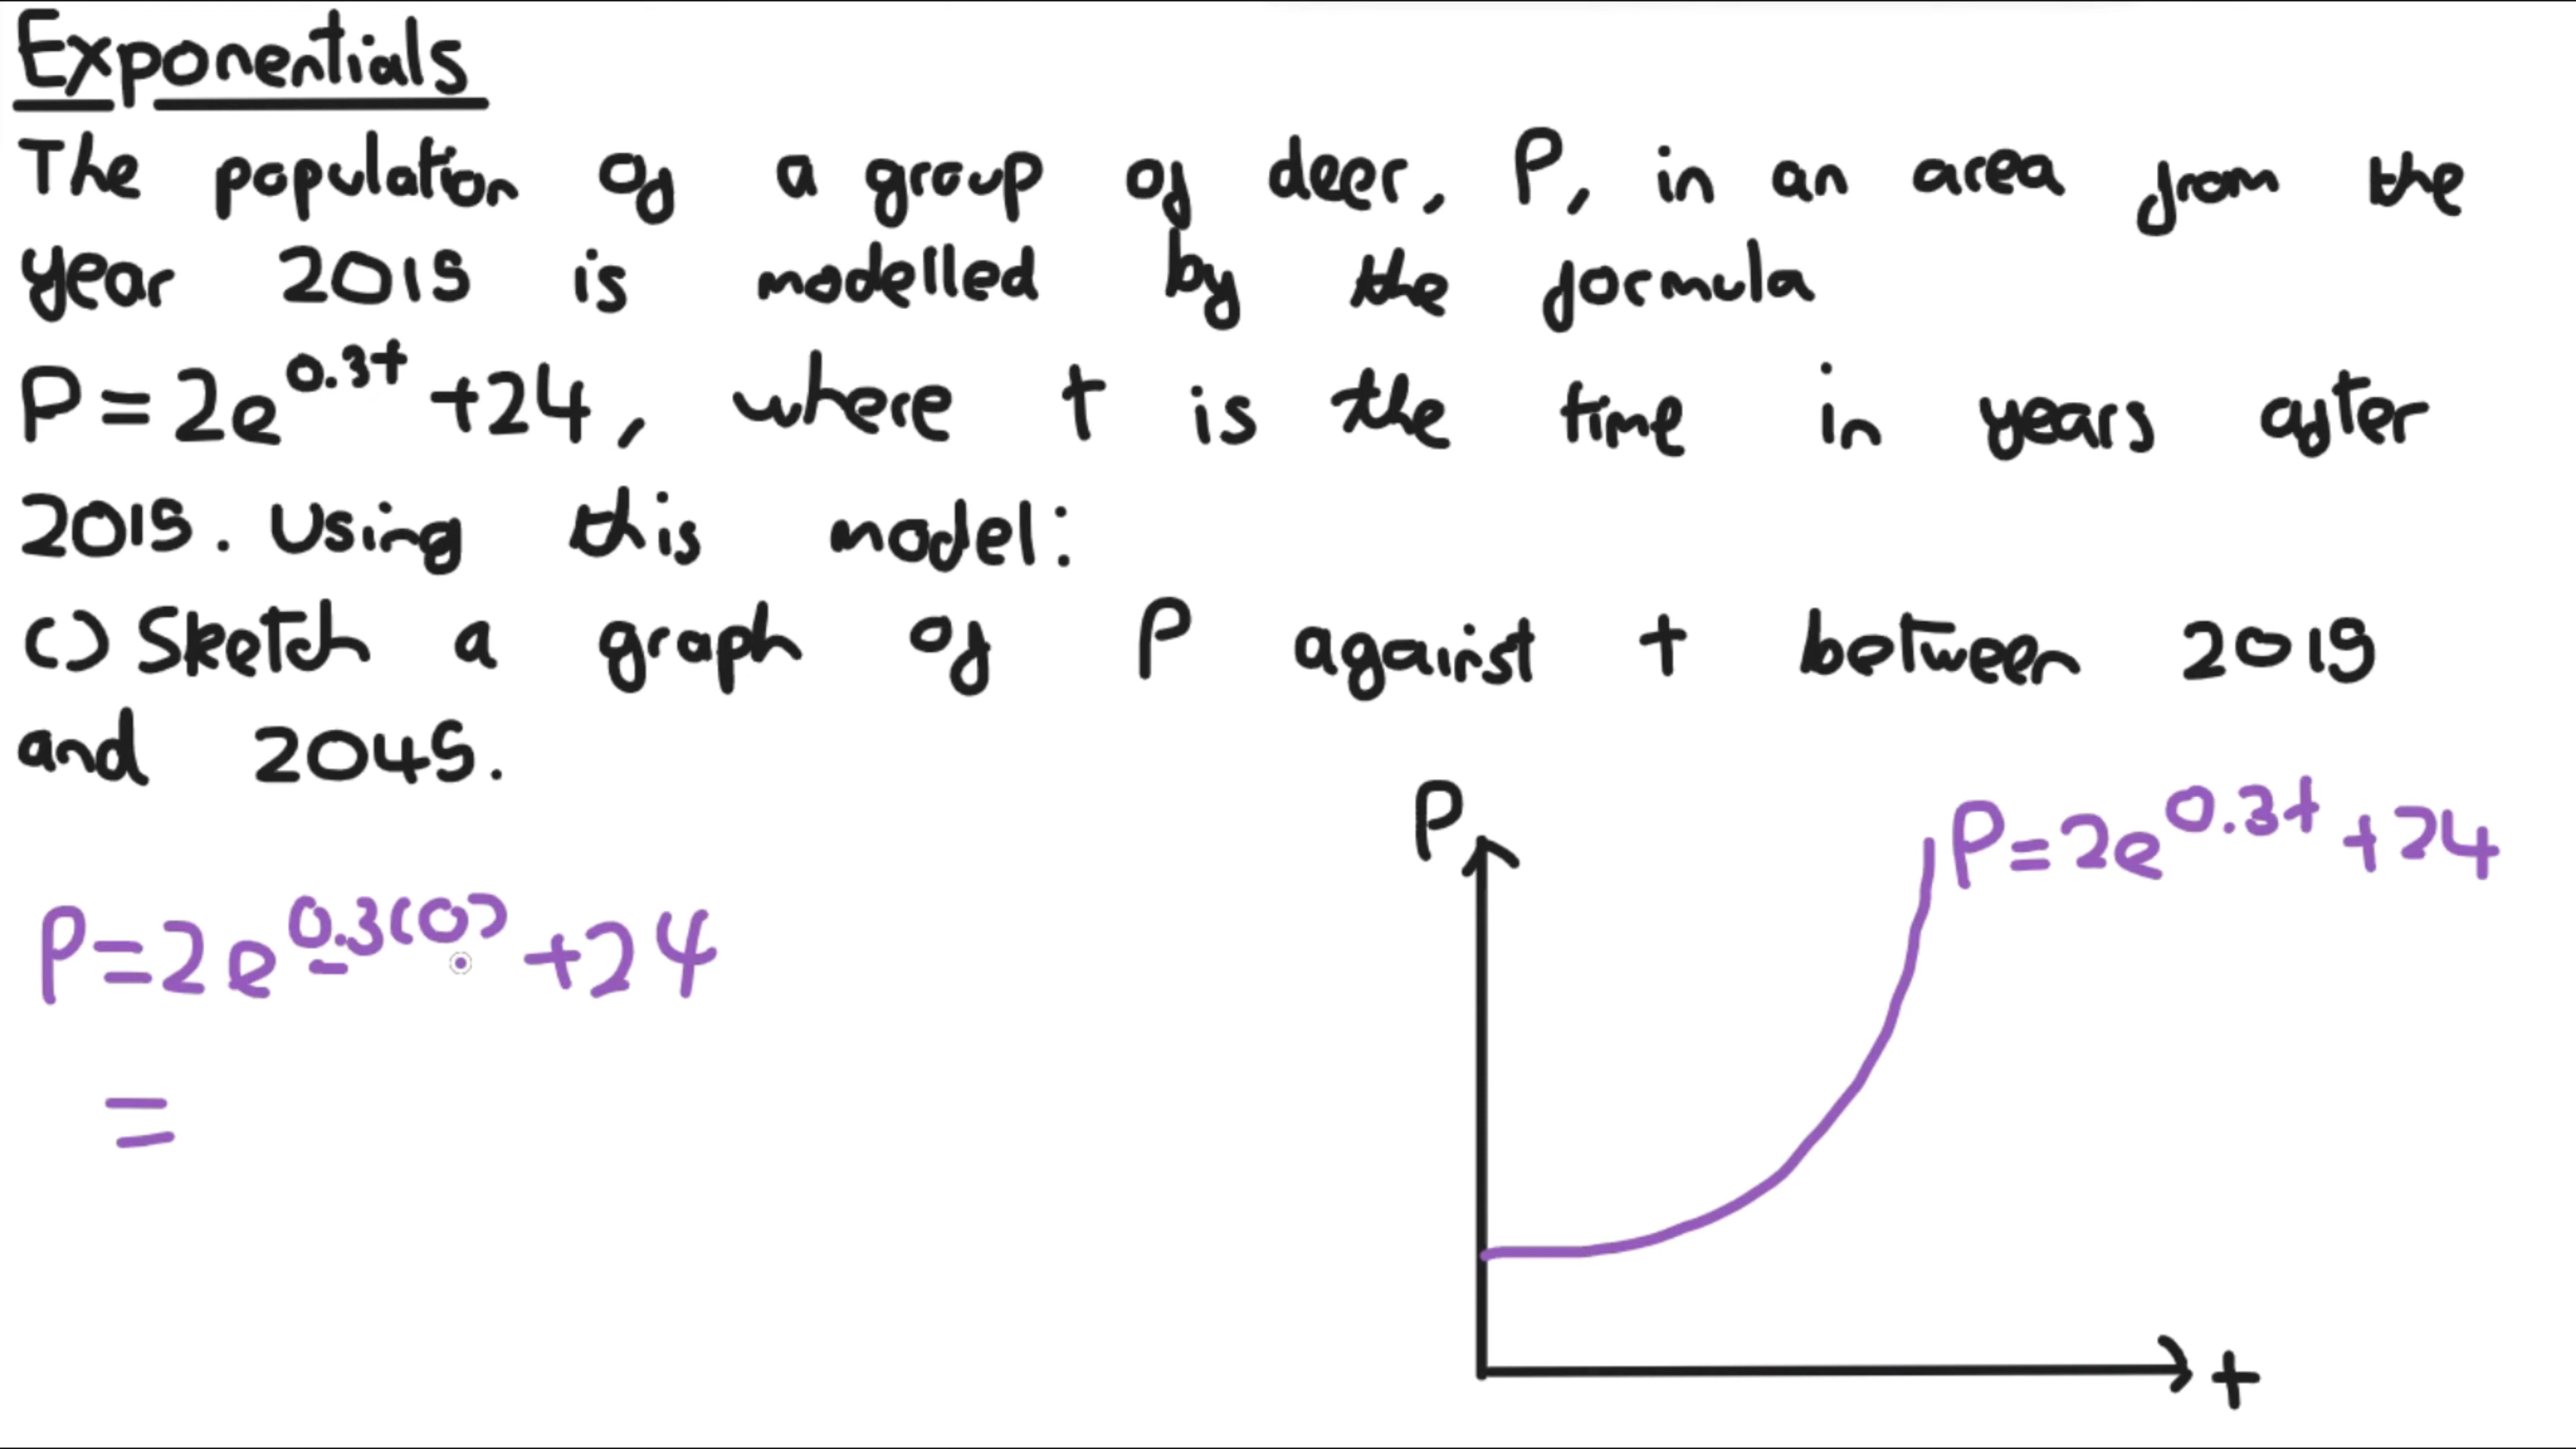 Exponentials
The population of a group of deer, P, in an area from the
year 2015 is modelled by the formula
P = 2e^0.3t + 24, where t is the time in years after
2015. Using this model:
c) Sketch a graph of P against t between 2015
and 2045.
P
P = 2e^0.3t + 24
P = 2e^0.3(0) + 24
=
t